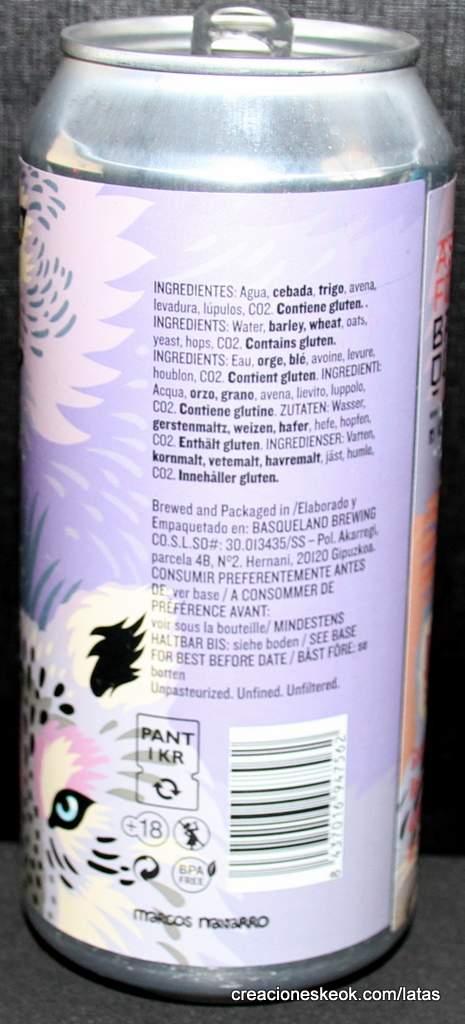 INGREDIENTES: Agua, cebada, trigo, avena,
levadura, lúpulos, CO2. Contiene gluten. .
INGREDIENTS: Water, barley, wheat, oats,
yeast, hops, CO2. Contains gluten.
INGRÉDIENTS: Eau, orge, blé, avoine, levure,
houblon, CO2. Contient gluten. INGREDIENTI:
Acqua, orzo, grano, avena, lievito, luppolo,
CO2. Contiene glutine. ZUTATEN: Wasser,
gerstenmaltz, weizen, hafer, hefe, hopfen,
CO2. Enthält gluten. INGREDIENSER: Vatten,
kornmalt, vetemalt, havremalt, jäst, humle,
CO2. Innehåller gluten.
Brewed and Packaged in /Elaborado y
Empaquetado en: BASQUELAND BREWING
CO.S.L.SO#: 30.013435/SS – Pol. Akarregi,
parcela 4B, Nº2. Hernani, 20120 Gipuzkoa.
CONSUMIR PREFERENTEMENTE ANTES
DE: ver base / A CONSOMMER DE
PRÉFÉRENCE AVANT:
voir sous la bouteille/ MINDESTENS
HALTBAR BIS: siehe boden / SEE BASE
FOR BEST BEFORE DATE / BÄST FÖRE: se
botten
Unpasteurized. Unfined. Unfiltered.
PANT
1 KR
+18
BPA
FREE
8 437016 947562
marcos navarro
creacioneskeok.com/latas